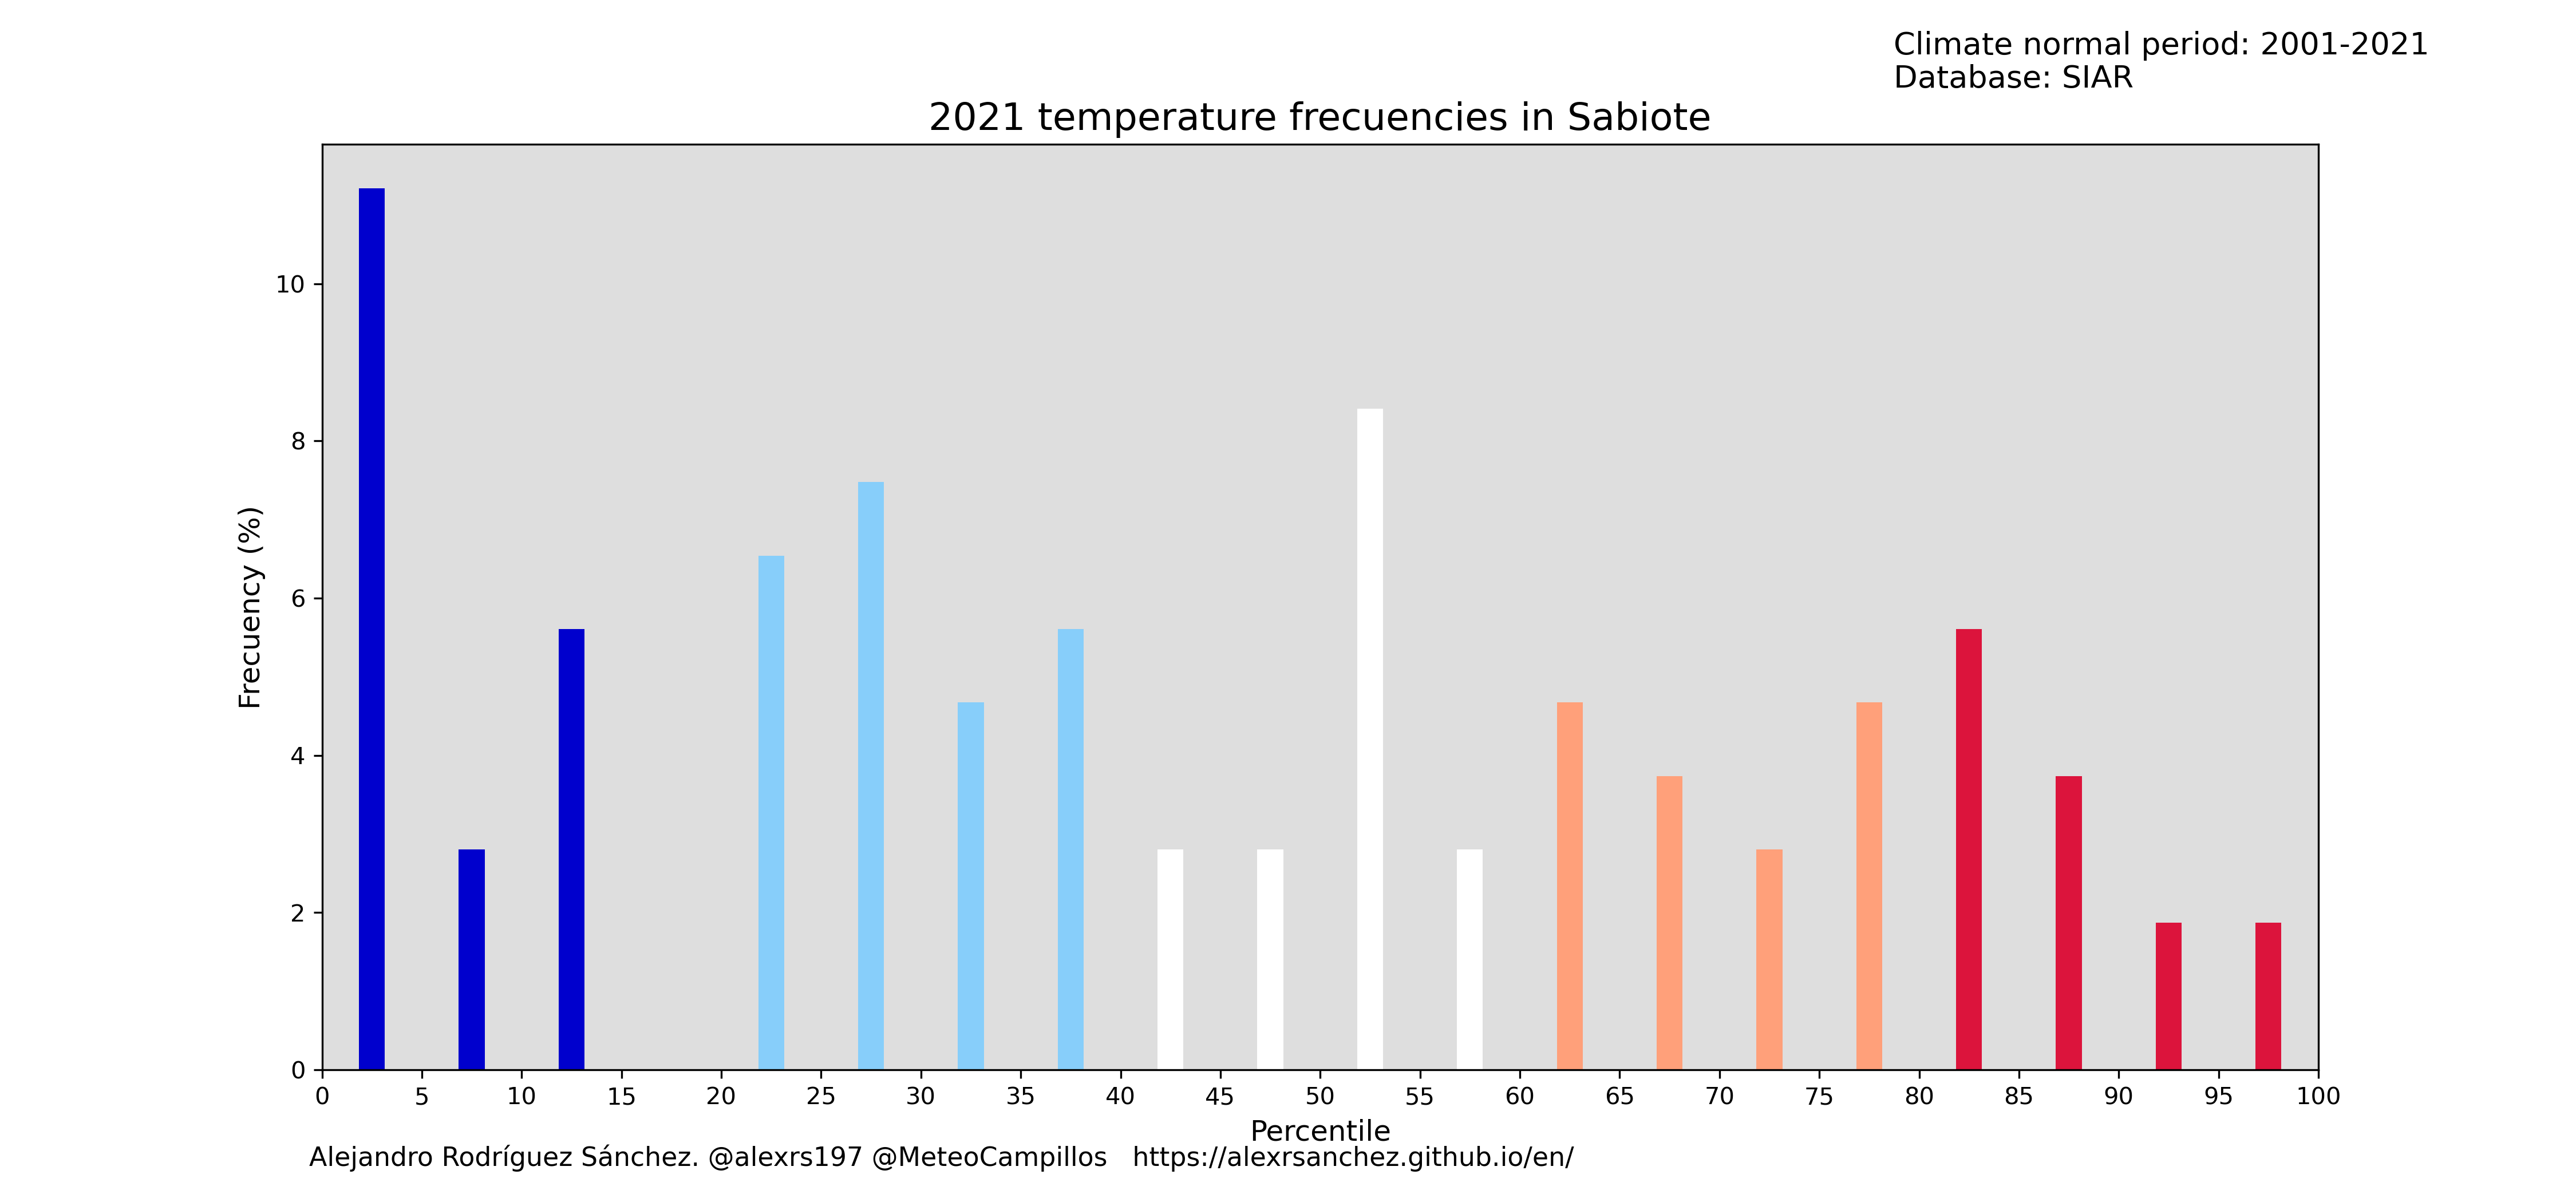 Climate normal period: 2001-2021
Database: SIAR
2021 temperature frecuencies in Sabiote
Frecuency (%)
10
8
6
4
2
0
0 5 10 15 20 25 30 35 40 45 50 55 60 65 70 75 80 85 90 95 100
Percentile
Alejandro Rodríguez Sánchez. @alexrs197 @MeteoCampillos https://alexrsanchez.github.io/en/